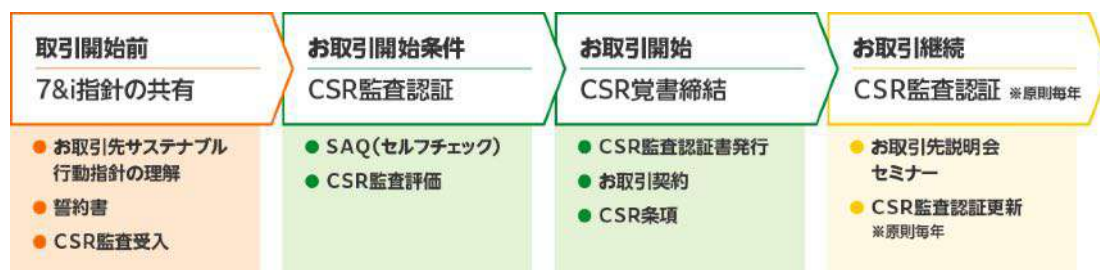 取引開始前
7&i指針の共有
お取引先サステナブル
行動指針の理解
誓約書
CSR監査受入
お取引開始条件
CSR監査認証
SAQ(セルフチェック)
CSR監査評価
お取引開始
CSR覚書締結
CSR監査認証書発行
お取引契約
CSR条項
お取引継続
CSR監査認証 ※原則毎年
お取引先説明会
セミナー
CSR監査認証更新
※原則毎年